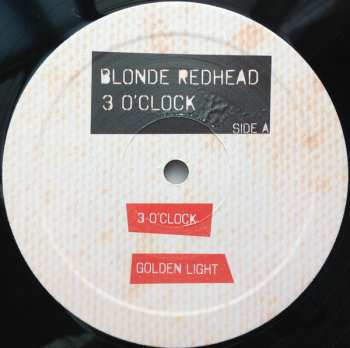 BLONDE REDHEAD
3 O'CLOCK
SIDE A
3 O'CLOCK
GOLDEN LIGHT